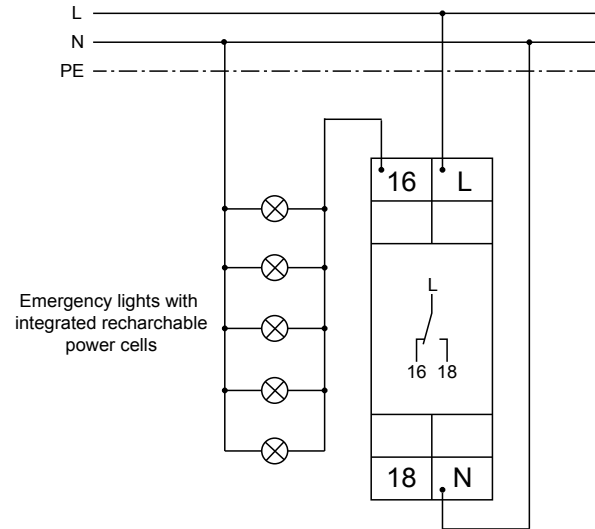 L
N
PE
16 L
Emergency lights with
integrated recharchable
power cells
L
16 18
18 N